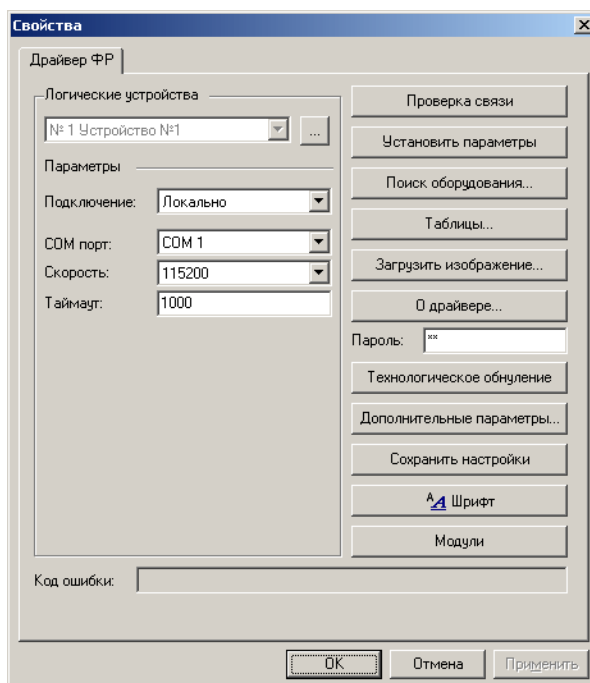 Свойства
Драйвер ФР
Логические устройства
№ 1 Устройство №1
...
Параметры
Подключение: Локально
COM порт: COM 1
Скорость: 115200
Таймаут: 1000
Проверка связи
Установить параметры
Поиск оборудования...
Таблицы...
Загрузить изображение...
О драйвере...
Пароль: **
Технологическое обнуление
Дополнительные параметры...
Сохранить настройки
АА Шрифт
Модули
Код ошибки:
OK
Отмена
Применить